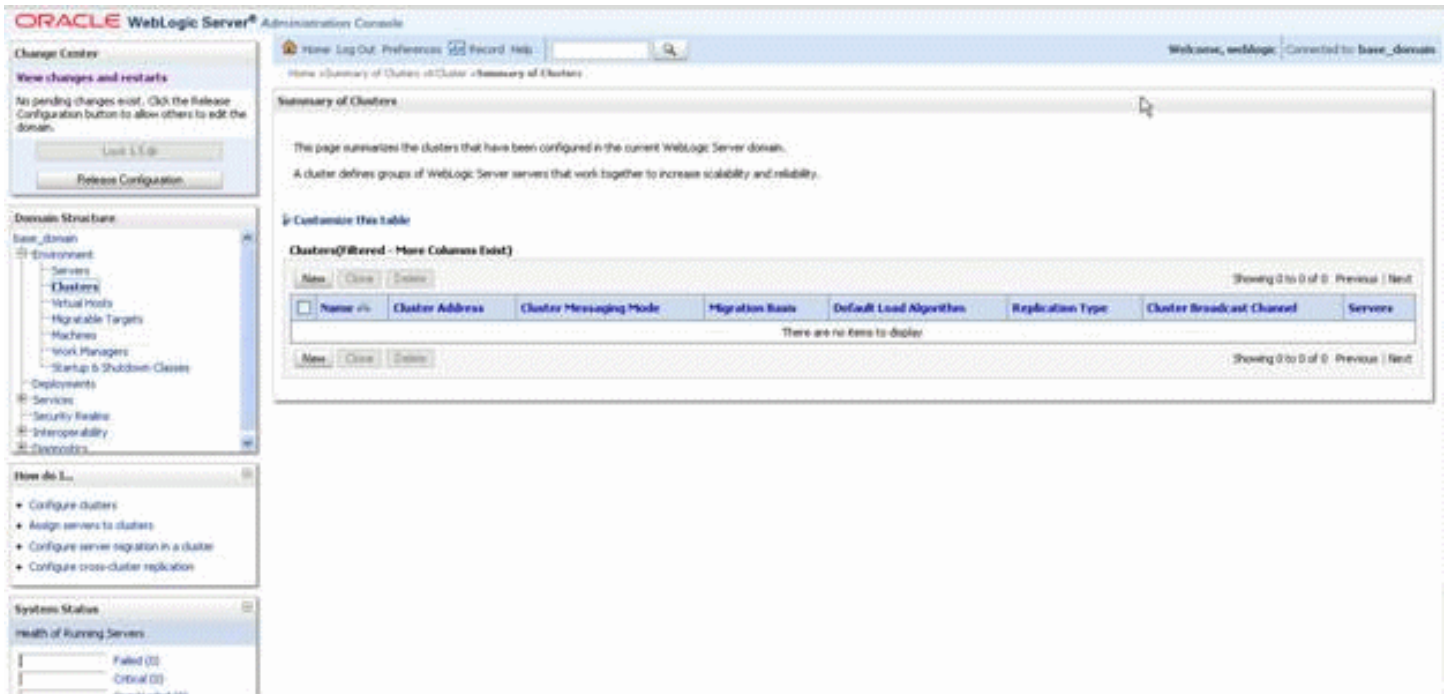 ORACLE WebLogic Server® Administration Console
Change Center
View changes and restarts
No pending changes exist. Click the Release
Configuration button to allow others to edit the
domain.
Lock & Edit
Release Configuration
Domain Structure
base_domain
Environment
Servers
Clusters
Virtual Hosts
Migratable Targets
Machines
Work Managers
Startup & Shutdown Classes
Deployments
Services
Security Realms
Interoperability
Diagnostics
How do I...
Configure clusters
Assign servers to clusters
Configure server migration in a cluster
Configure cross-cluster replication
System Status
Health of Running Servers
Failed (0)
Critical (0)
Home Log Out Preferences Record Help
Welcome, weblogic Connected to: base_domain
Home >Summary of Clusters >Cluster >Summary of Clusters
Summary of Clusters
This page summarizes the clusters that have been configured in the current WebLogic Server domain.
A cluster defines groups of WebLogic Server servers that work together to increase scalability and reliability.
Customize this table
Clusters(Filtered - More Columns Exist)
New Clone Delete Showing 0 to 0 of 0 Previous | Next
Name Cluster Address Cluster Messaging Mode Migration Basis Default Load Algorithm Replication Type Cluster Broadcast Channel Servers
There are no items to display
New Clone Delete Showing 0 to 0 of 0 Previous | Next